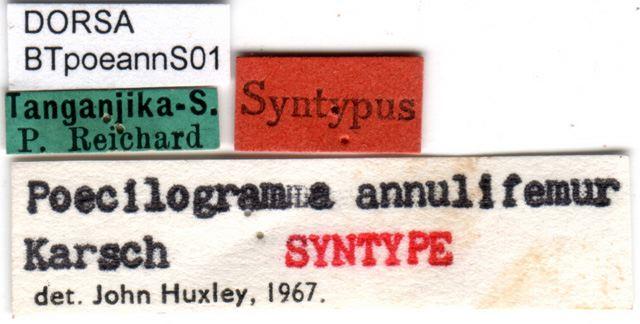 DORSA
BTpoeannS01
Tanganjika-S.
P. Reichard
Syntypus
Poecilogramma annulifemur
Karsch SYNTYPE
det. John Huxley, 1967.